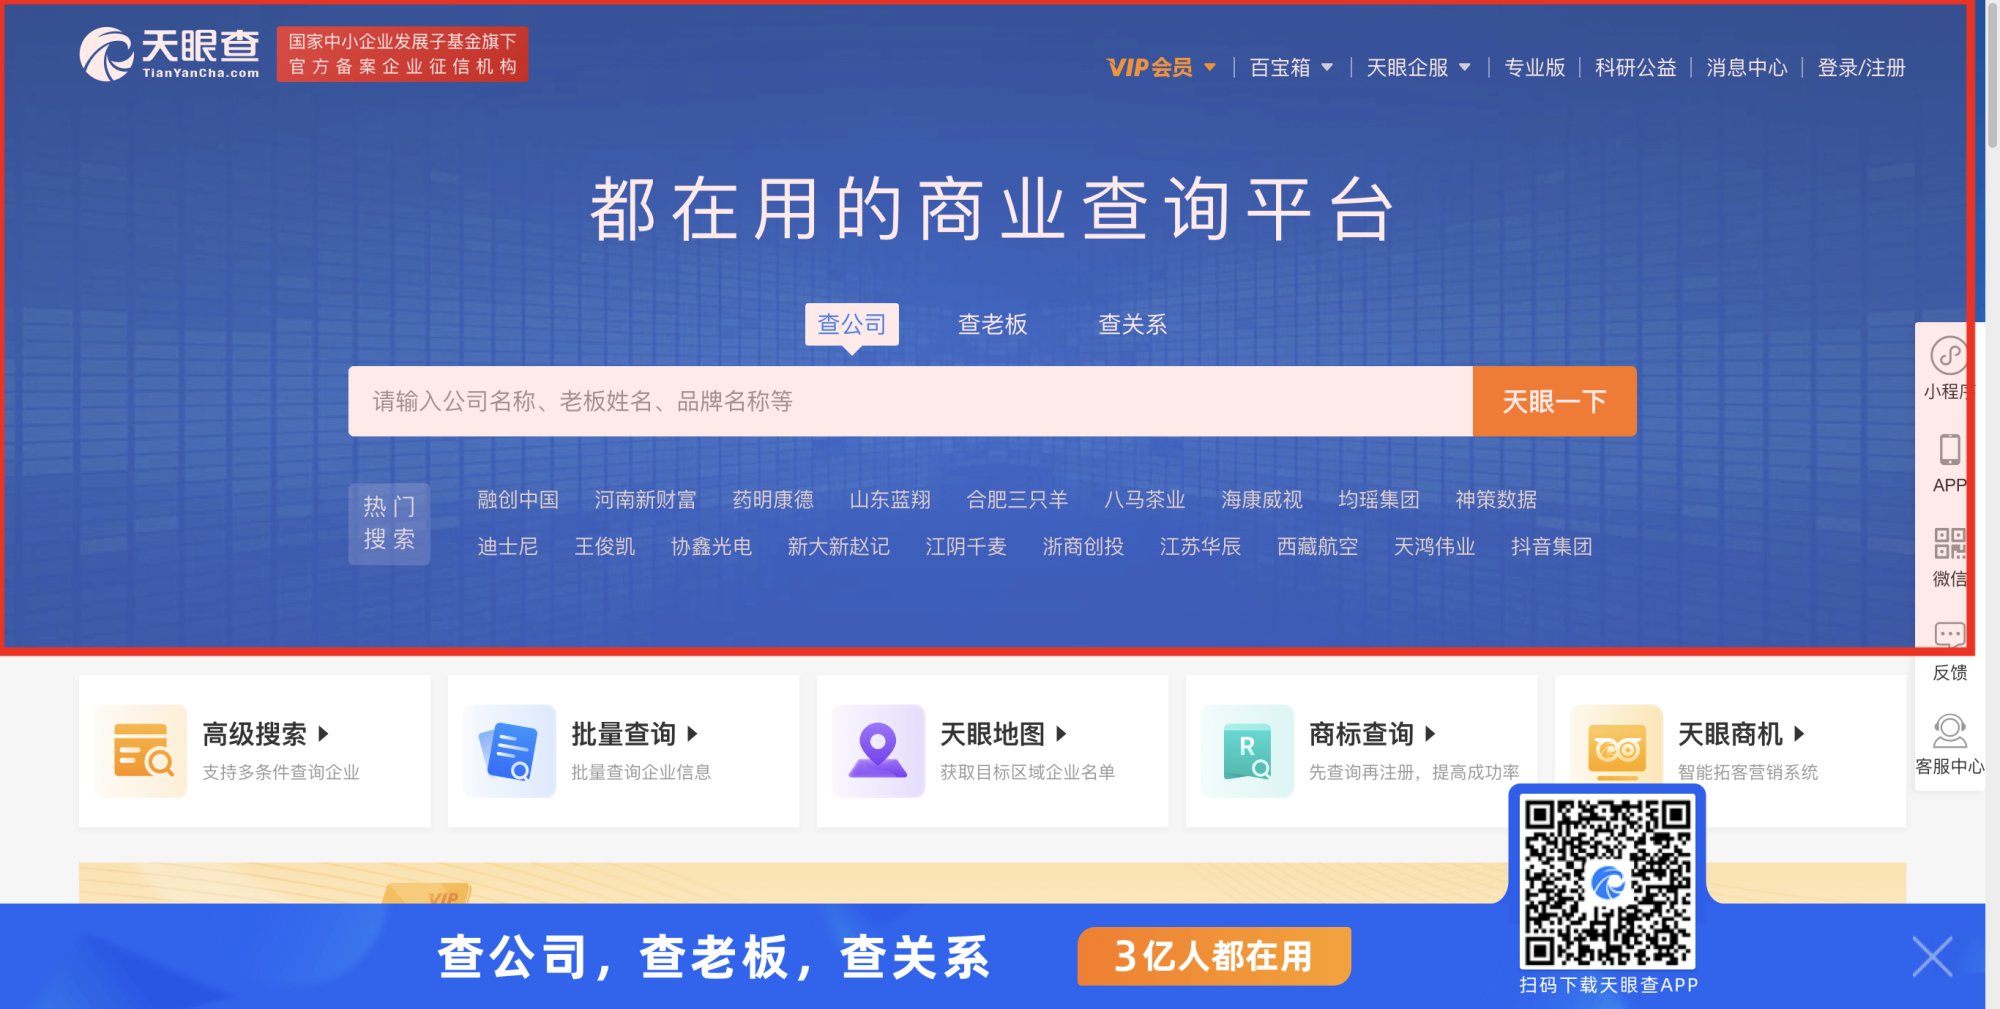 天眼查
TianYanCha.com
国家中小企业发展子基金旗下
官方备案企业征信机构
VIP会员
百宝箱
天眼企服
专业版
科研公益
消息中心
登录/注册
都在用的商业查询平台
查公司
查老板
查关系
请输入公司名称、老板姓名、品牌名称等
天眼一下
热门
搜索
融创中国 河南新财富 药明康德 山东蓝翔 合肥三只羊 八马茶业 海康威视 均瑶集团 神策数据
迪士尼 王俊凯 协鑫光电 新大新赵记 江阴千麦 浙商创投 江苏华辰 西藏航空 天鸿伟业 抖音集团
小程序
APP
微信
反馈
客服中心
高级搜索
支持多条件查询企业
批量查询
批量查询企业信息
天眼地图
获取目标区域企业名单
R
商标查询
先查询再注册，提高成功率
天眼商机
智能拓客营销系统
VIP
查公司，查老板，查关系
3亿人都在用
扫码下载天眼查APP